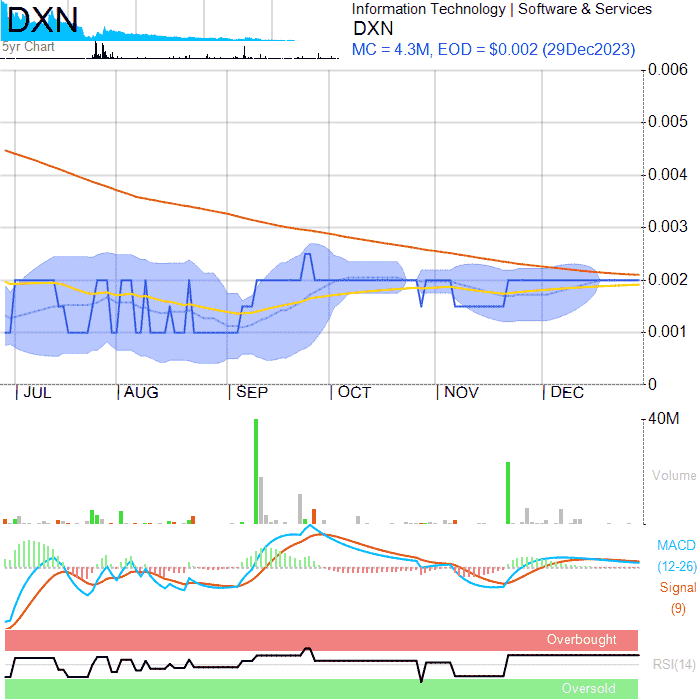 DXN
5yr Chart
Information Technology | Software & Services
DXN
MC = 4.3M, EOD = $0.002 (29Dec2023)
0.006
0.005
0.004
0.003
0.002
0.001
0
JUL AUG SEP OCT NOV DEC
40M
Volume
MACD
(12-26)
Signal
(9)
Overbought
RSI(14)
Oversold